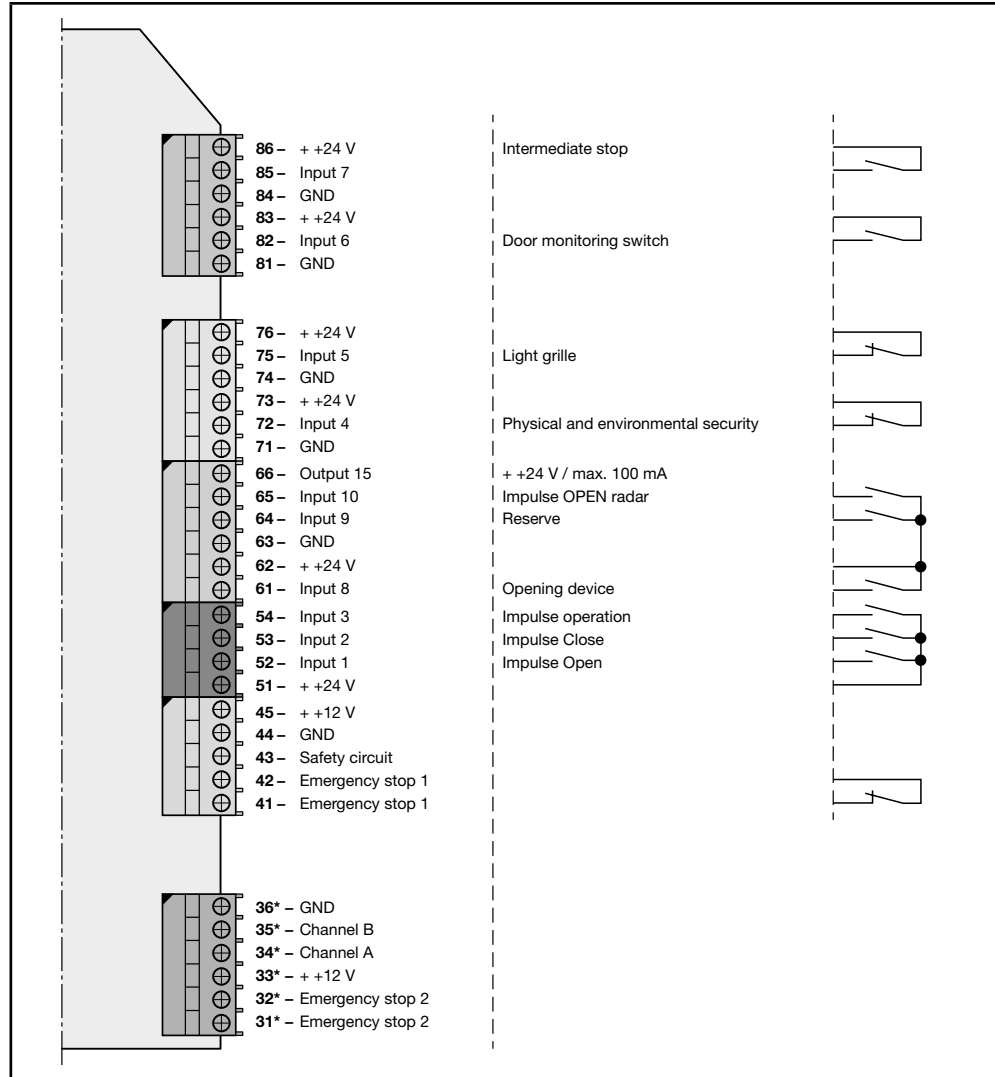 86 – + +24 V Intermediate stop
85 – Input 7
84 – GND
83 – + +24 V
82 – Input 6 Door monitoring switch
81 – GND
76 – + +24 V
75 – Input 5 Light grille
74 – GND
73 – + +24 V
72 – Input 4 Physical and environmental security
71 – GND
66 – Output 15 + +24 V / max. 100 mA
65 – Input 10 Impulse OPEN radar
64 – Input 9 Reserve
63 – GND
62 – + +24 V
61 – Input 8 Opening device
54 – Input 3 Impulse operation
53 – Input 2 Impulse Close
52 – Input 1 Impulse Open
51 – + +24 V
45 – + +12 V
44 – GND
43 – Safety circuit
42 – Emergency stop 1
41 – Emergency stop 1
36* – GND
35* – Channel B
34* – Channel A
33* – + +12 V
32* – Emergency stop 2
31* – Emergency stop 2